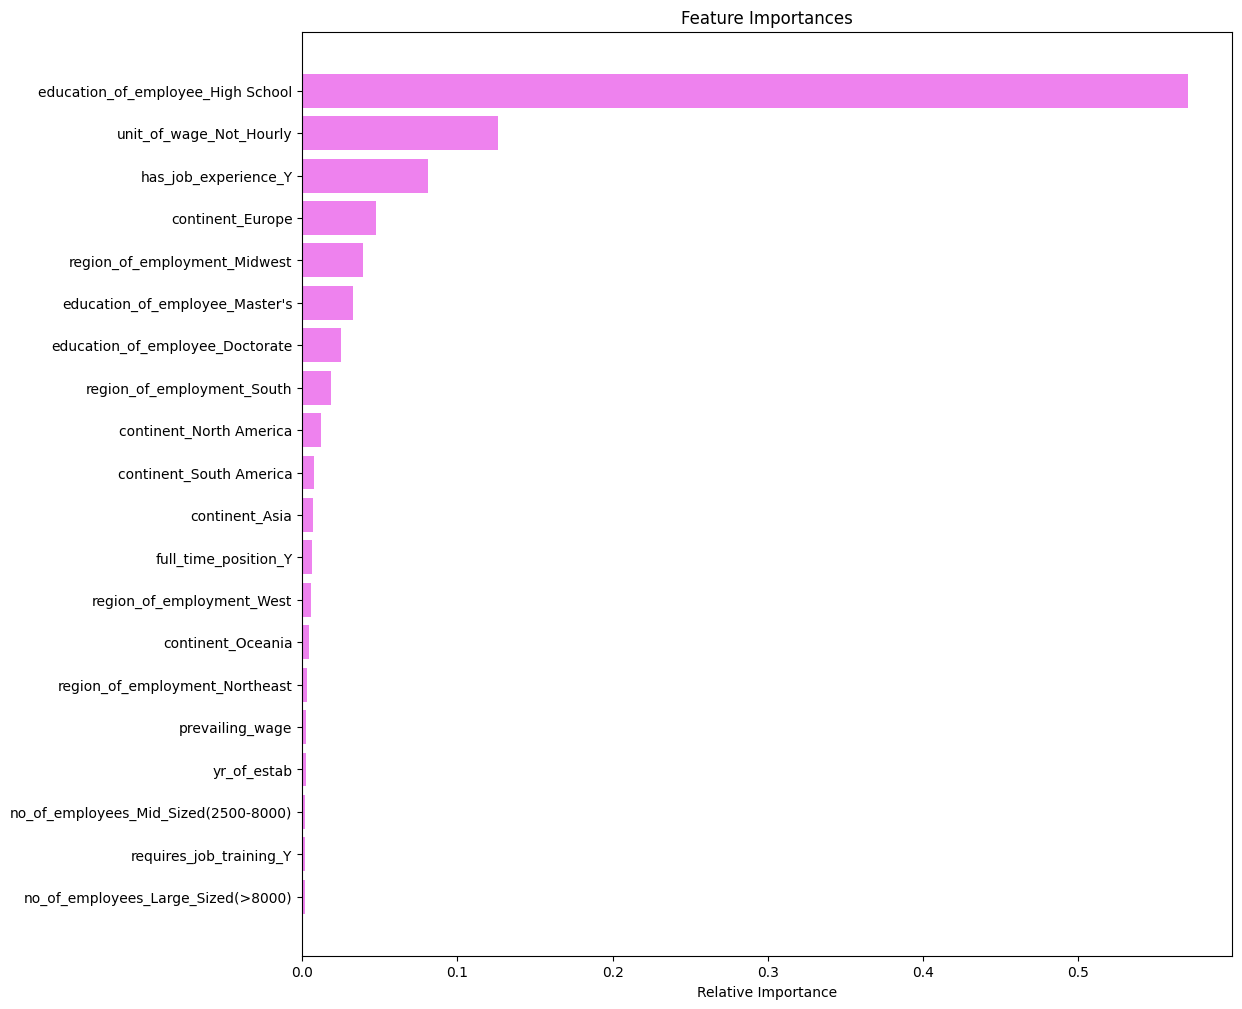 Feature Importances
education_of_employee_High School
unit_of_wage_Not_Hourly
has_job_experience_Y
continent_Europe
region_of_employment_Midwest
education_of_employee_Master's
education_of_employee_Doctorate
region_of_employment_South
continent_North America
continent_South America
continent_Asia
full_time_position_Y
region_of_employment_West
continent_Oceania
region_of_employment_Northeast
prevailing_wage
yr_of_estab
no_of_employees_Mid_Sized(2500-8000)
requires_job_training_Y
no_of_employees_Large_Sized(>8000)
0.0 0.1 0.2 0.3 0.4 0.5
Relative Importance